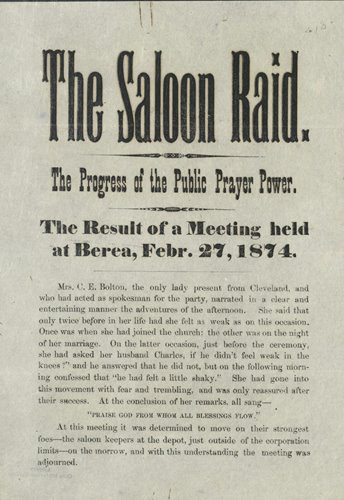 The Saloon Raid.
The Progress of the Public Prayer Power.
The Result of a Meeting held
at Berea, Febr. 27, 1874.
Mrs. C. E. Bolton, the only lady present from Cleveland, and
who had acted as spokesman for the party, narrated in a clear and
entertaining manner the adventures of the afternoon. She said that
only twice before in her life had she felt as weak as on this occasion.
Once was when she had joined the church: the other was on the night
of her marriage. On the latter occasion, just before the ceremony,
she had asked her husband Charles, if he didn't feel weak in the
knees?" and he answered that he did not, but on the following morn-
ing confessed that "he had felt a little shaky." She had gone into
this movement with fear and trembling, and was only reassured after
their success. At the conclusion of her remarks, all sang—
"PRAISE GOD FROM WHOM ALL BLESSINGS FLOW."
At this meeting it was determined to move on their strongest
foes—the saloon keepers at the depot, just outside of the corporation
limits—on the morrow, and with this understanding the meeting was
adjourned.